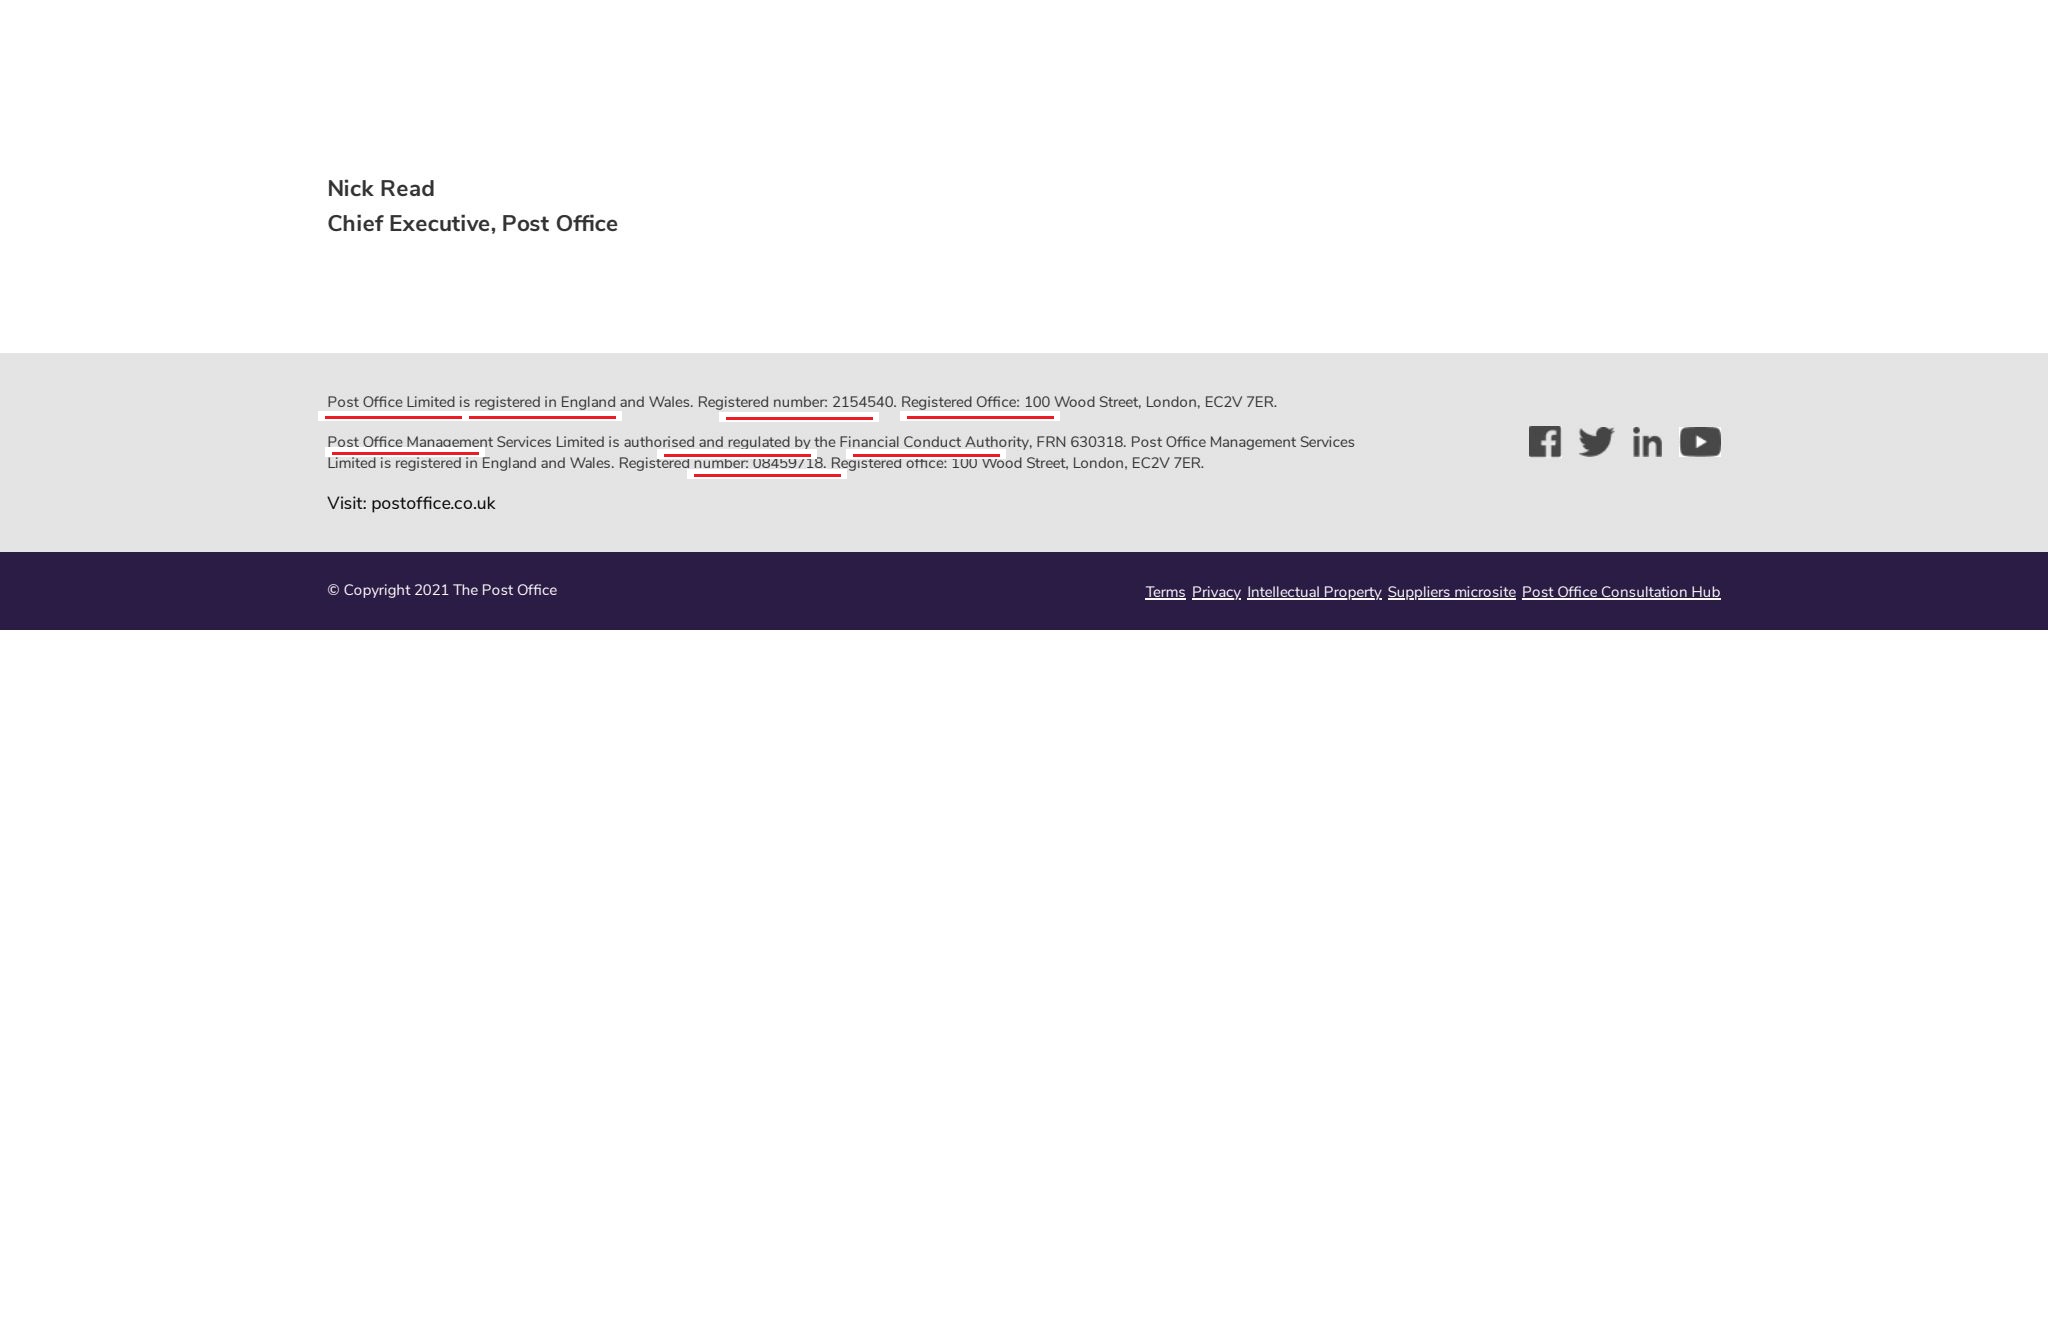 Nick Read
Chief Executive, Post Office
Post Office Limited is registered in England and Wales. Registered number: 2154540. Registered Office: 100 Wood Street, London, EC2V 7ER.
Post Office Management Services Limited is authorised and regulated by the Financial Conduct Authority, FRN 630318. Post Office Management Services
Limited is registered in England and Wales. Registered number: 08459718. Registered office: 100 Wood Street, London, EC2V 7ER.
Visit: postoffice.co.uk
© Copyright 2021 The Post Office
Terms Privacy Intellectual Property Suppliers microsite Post Office Consultation Hub